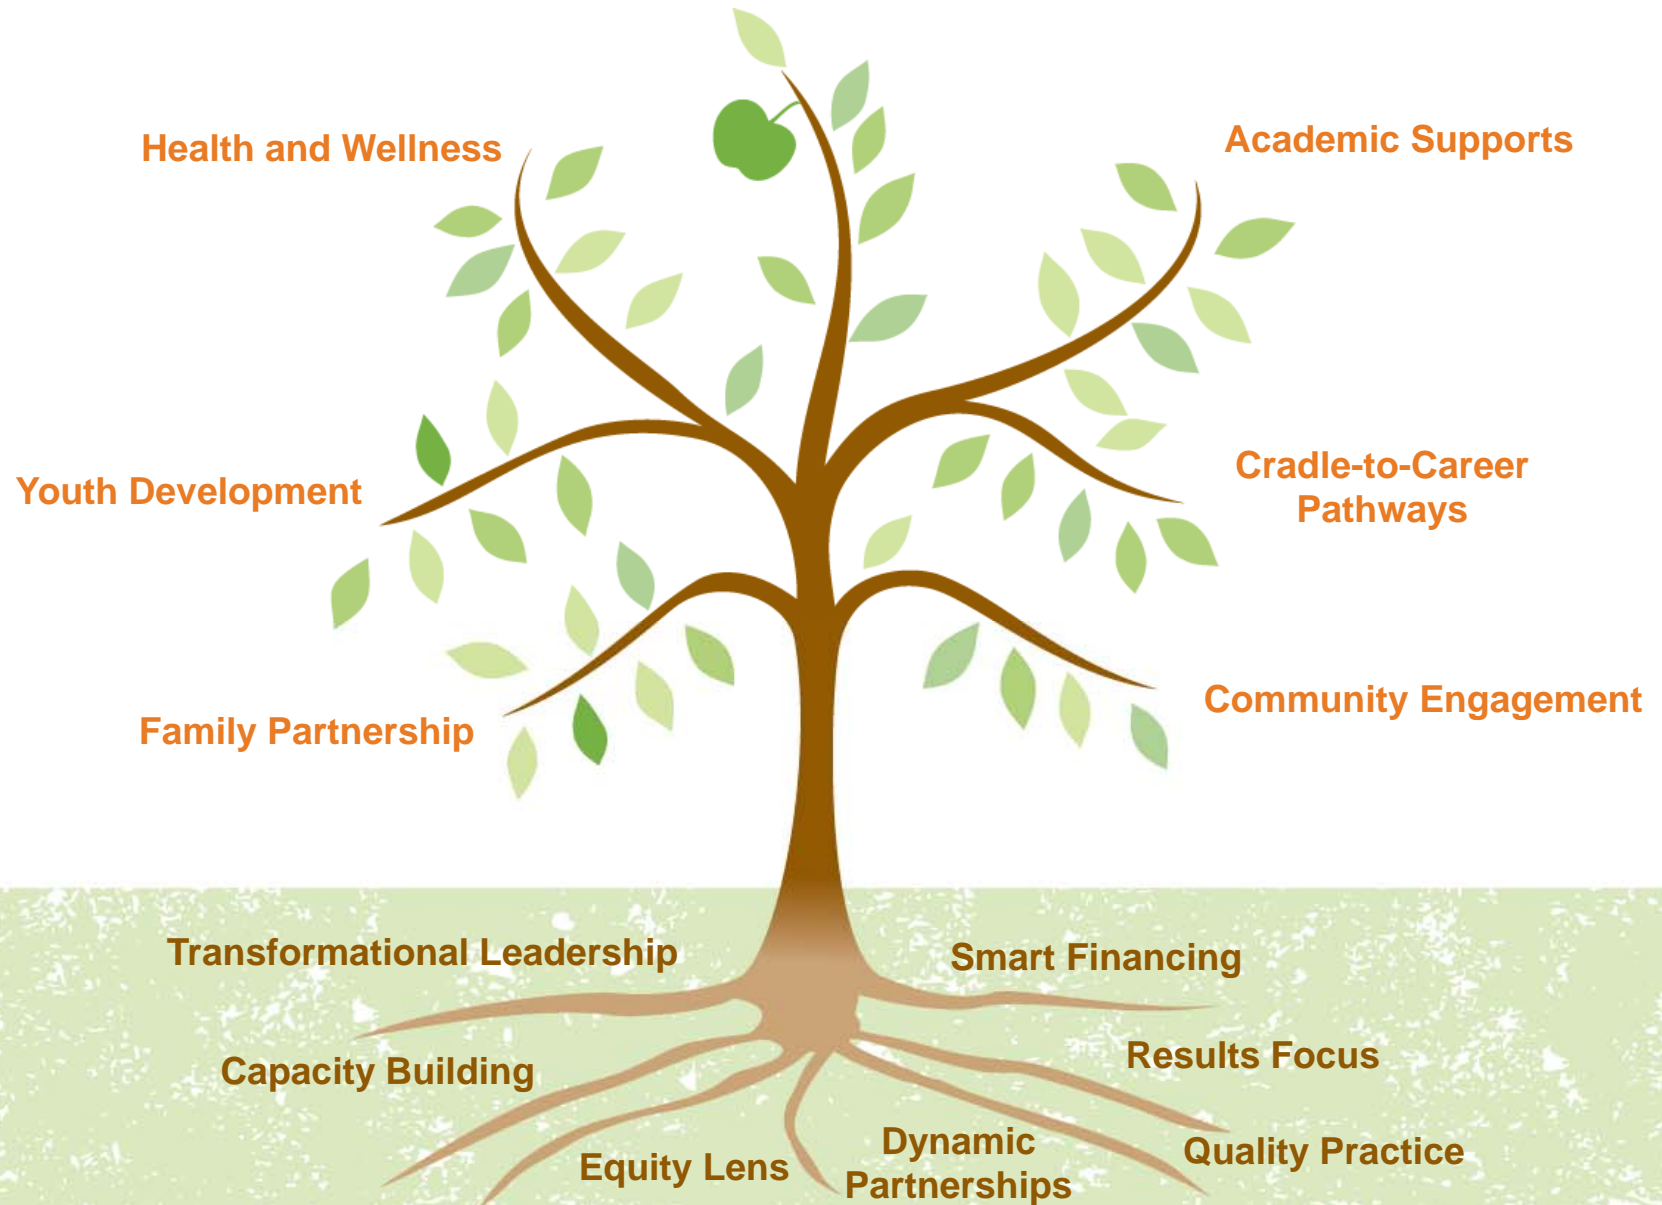 Health and Wellness
Academic Supports
Youth Development
Cradle-to-Career
Pathways
Family Partnership
Community Engagement
Transformational Leadership
Smart Financing
Capacity Building
Results Focus
Equity Lens
Dynamic
Partnerships
Quality Practice